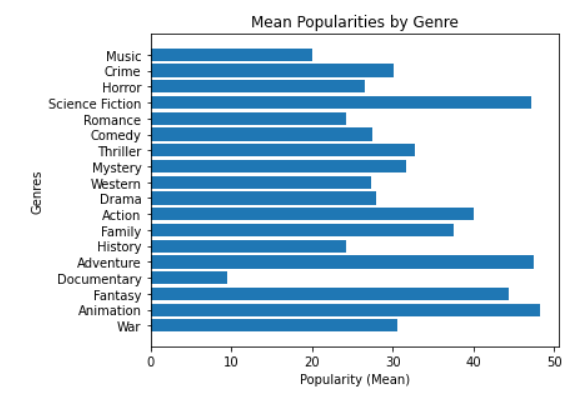 Mean Popularities by Genre
Music
Crime
Horror
Science Fiction
Romance
Comedy
Thriller
Mystery
Western
Drama
Action
Family
History
Adventure
Documentary
Fantasy
Animation
War
Genres
0 10 20 30 40 50
Popularity (Mean)